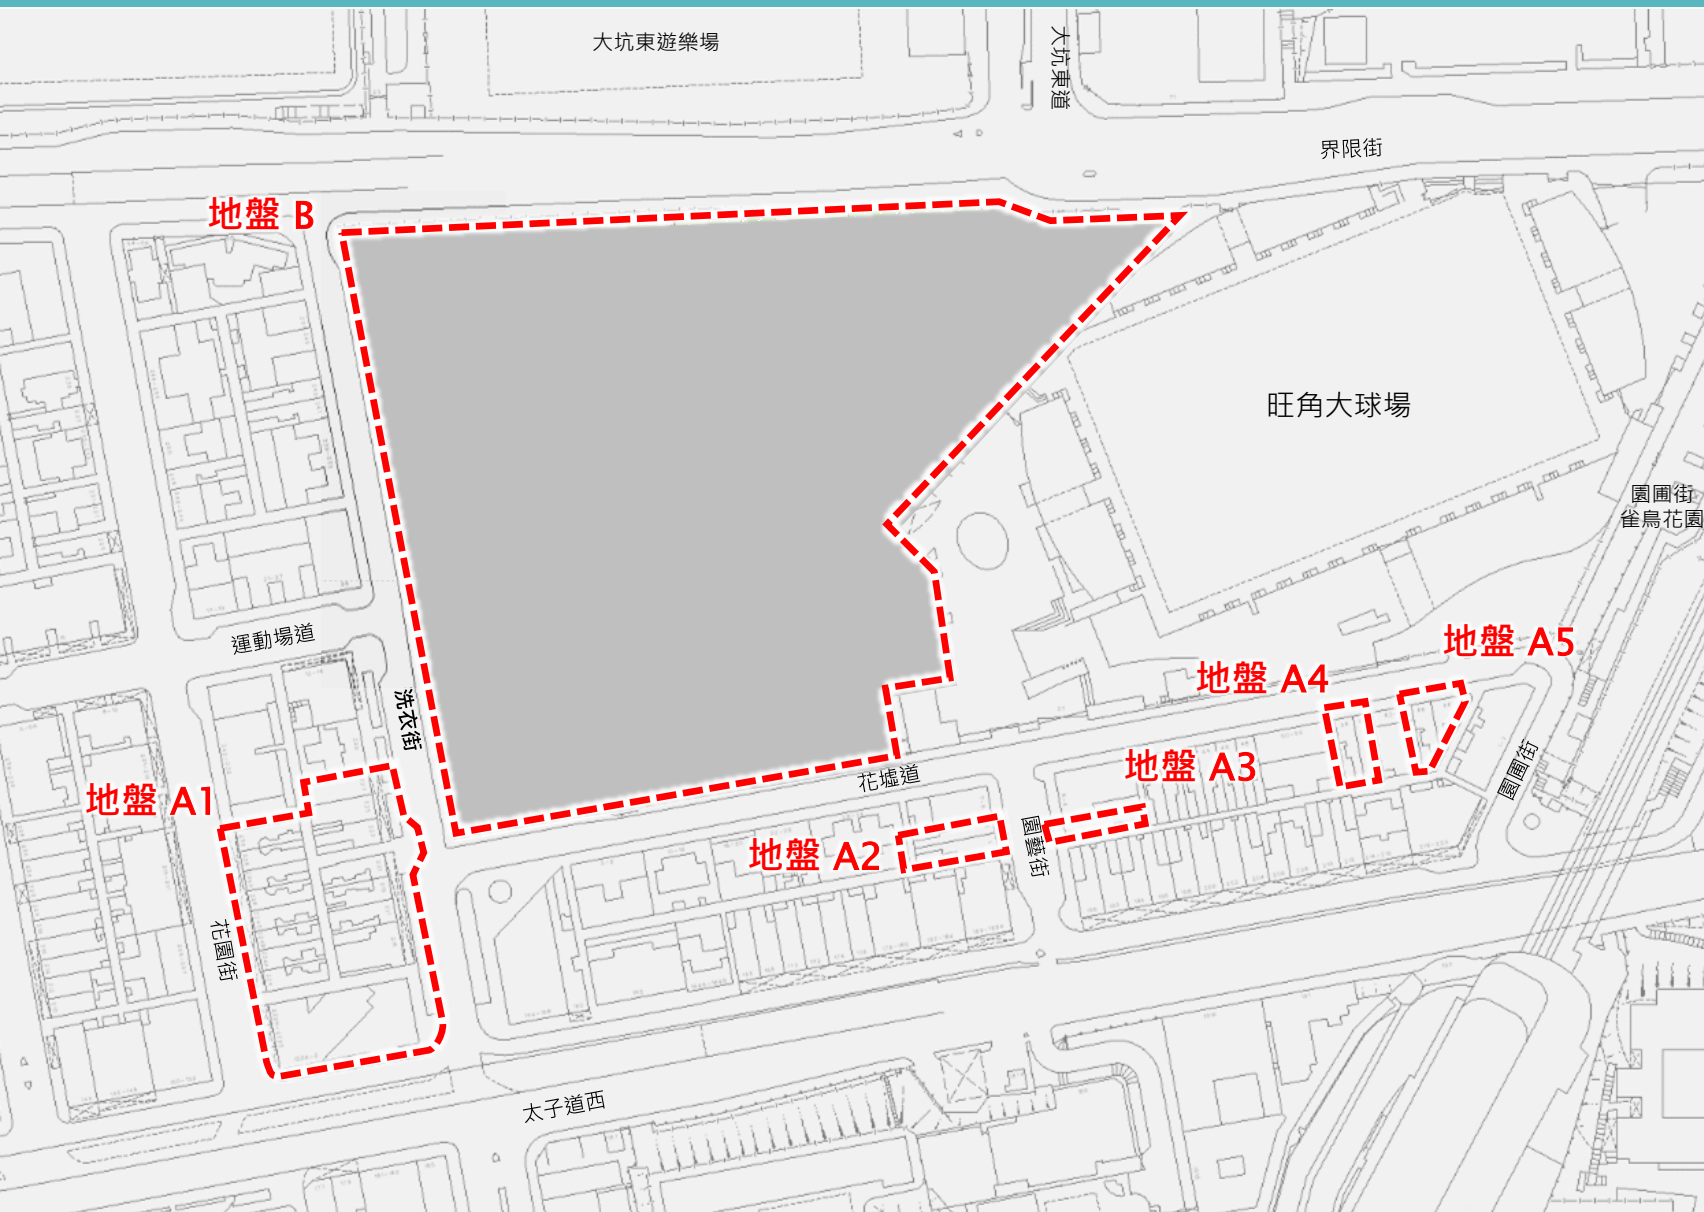 大坑東遊樂場
大坑東道
界限街
地盤 B
旺角大球場
園圃街
雀鳥花園
運動場道
地盤 A5
地盤 A4
洗衣街
地盤 A3
花墟道
園圃街
地盤 A1
地盤 A2
園藝街
花園街
太子道西